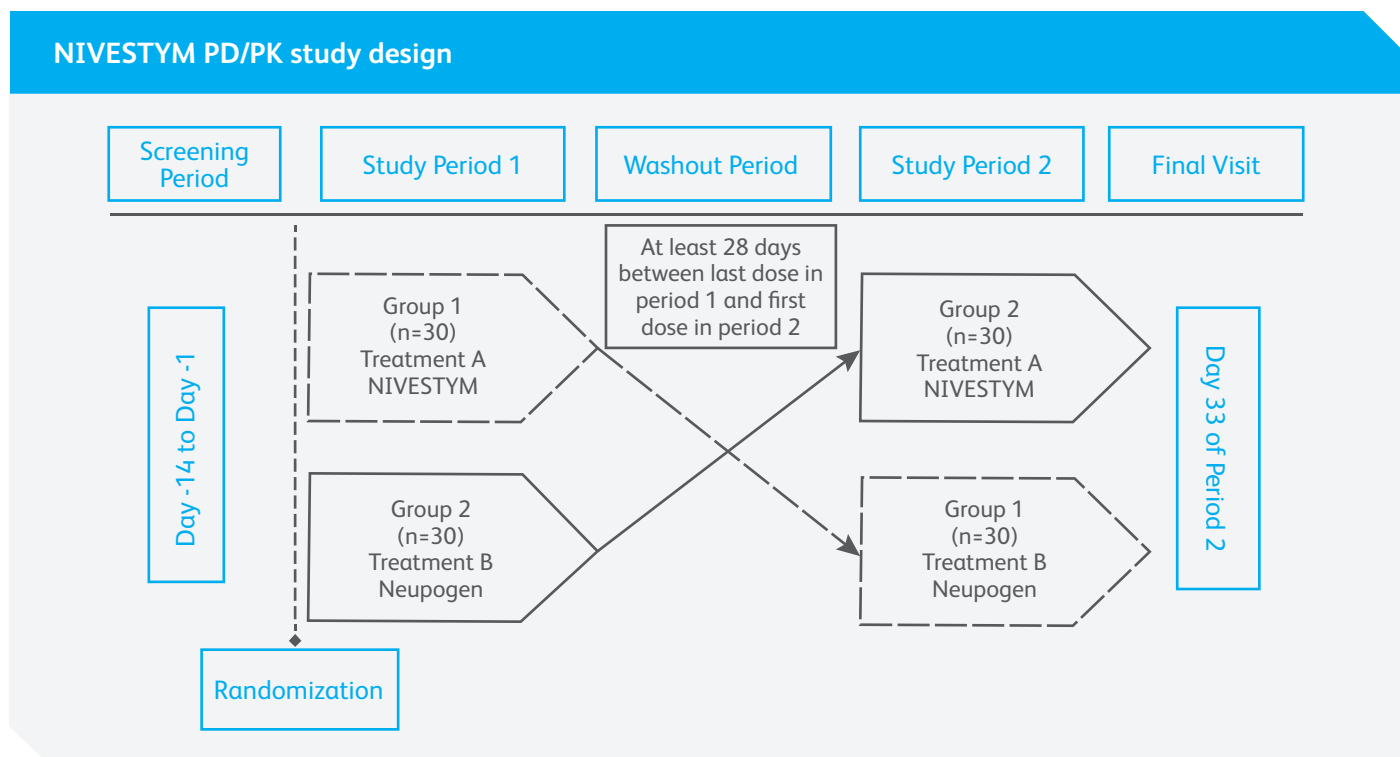 NIVESTYM PD/PK study design
Screening
Period
Study Period 1
Washout Period
Study Period 2
Final Visit
At least 28 days
between last dose in
period 1 and first
dose in period 2
Day -14 to Day -1
Group 1
(n=30)
Treatment A
NIVESTYM
Group 2
(n=30)
Treatment A
NIVESTYM
Day 33 of Period 2
Group 2
(n=30)
Treatment B
Neupogen
Group 1
(n=30)
Treatment B
Neupogen
Randomization